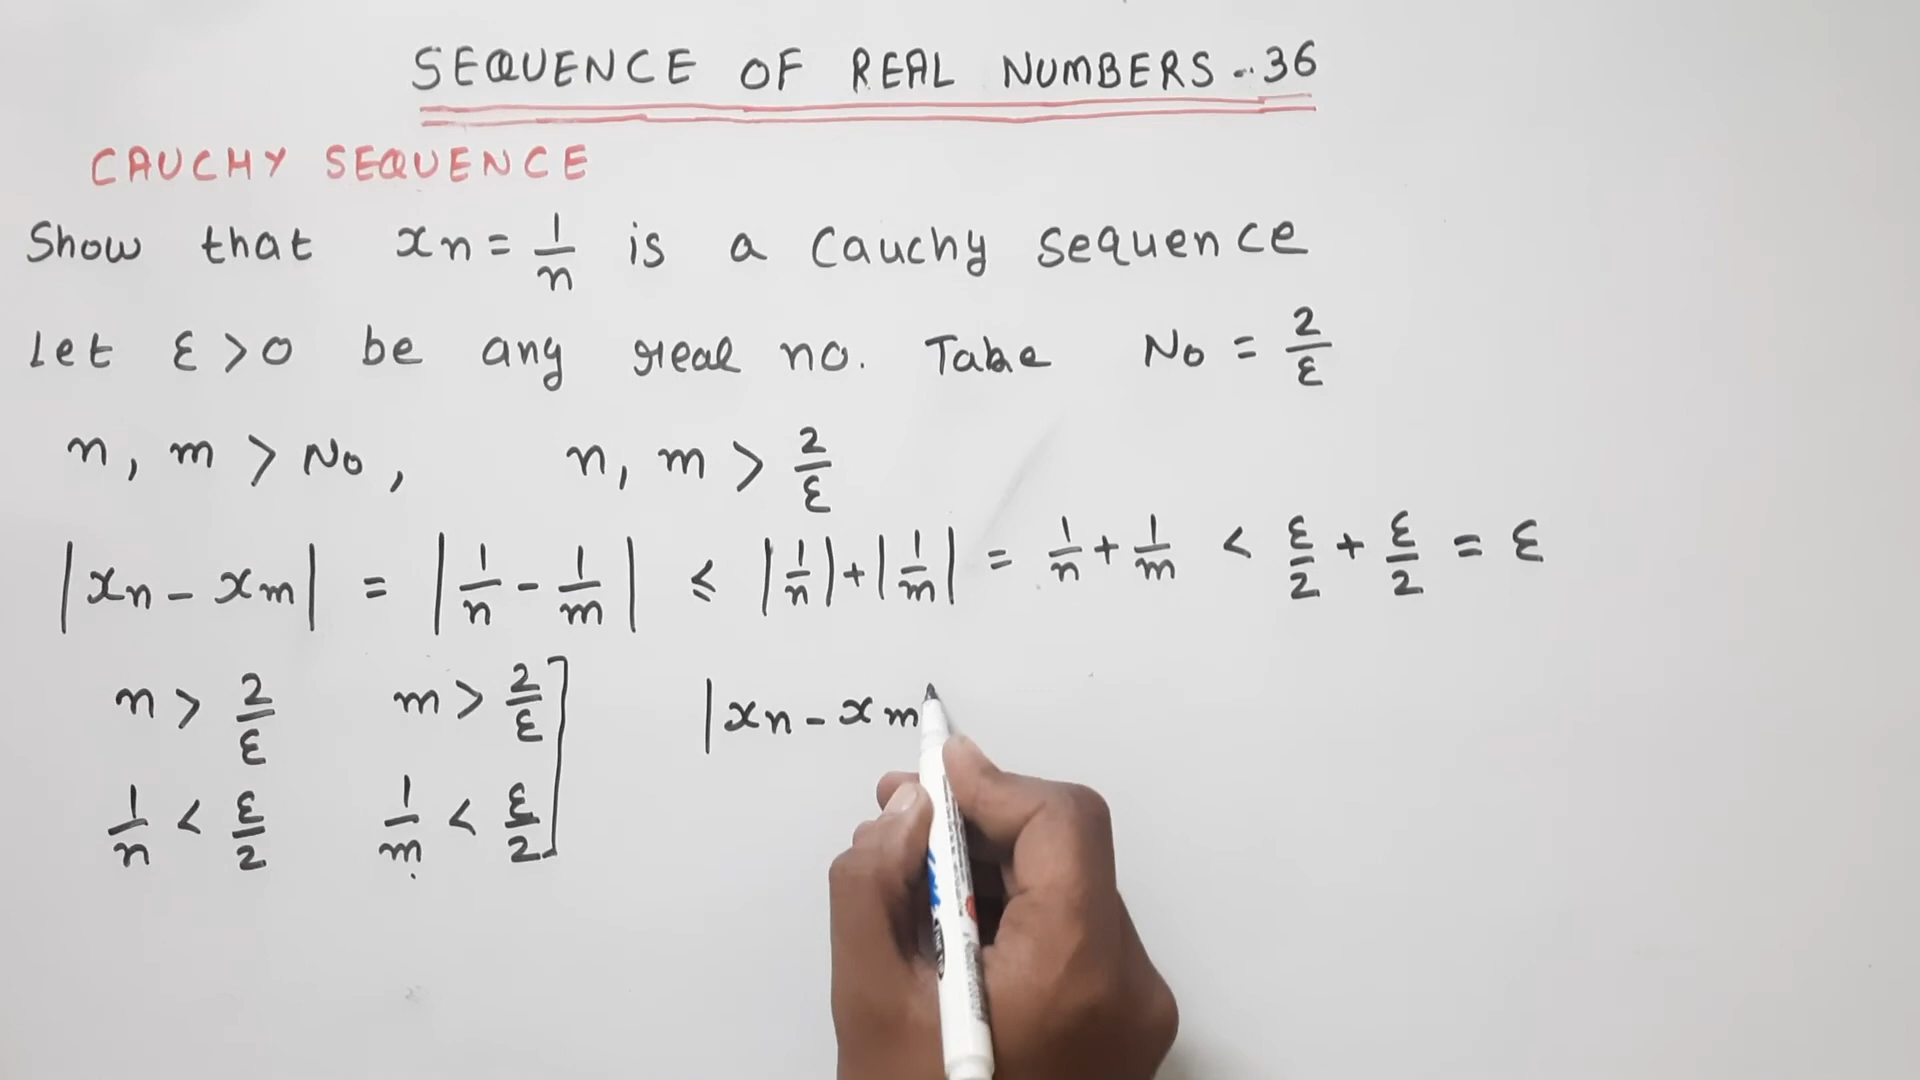 SEQUENCE OF REAL NUMBERS - 36
CAUCHY SEQUENCE
Show that xn = 1/n is a Cauchy sequence
Let ε > 0 be any real no. Take No = 2/ε
n, m > No, n, m > 2/ε
|xn - xm| = |1/n - 1/m| ≤ |1/n| + |1/m| = 1/n + 1/m < ε/2 + ε/2 = ε
n > 2/ε m > 2/ε] |xn - xm
1/n < ε/2 1/m < ε/2